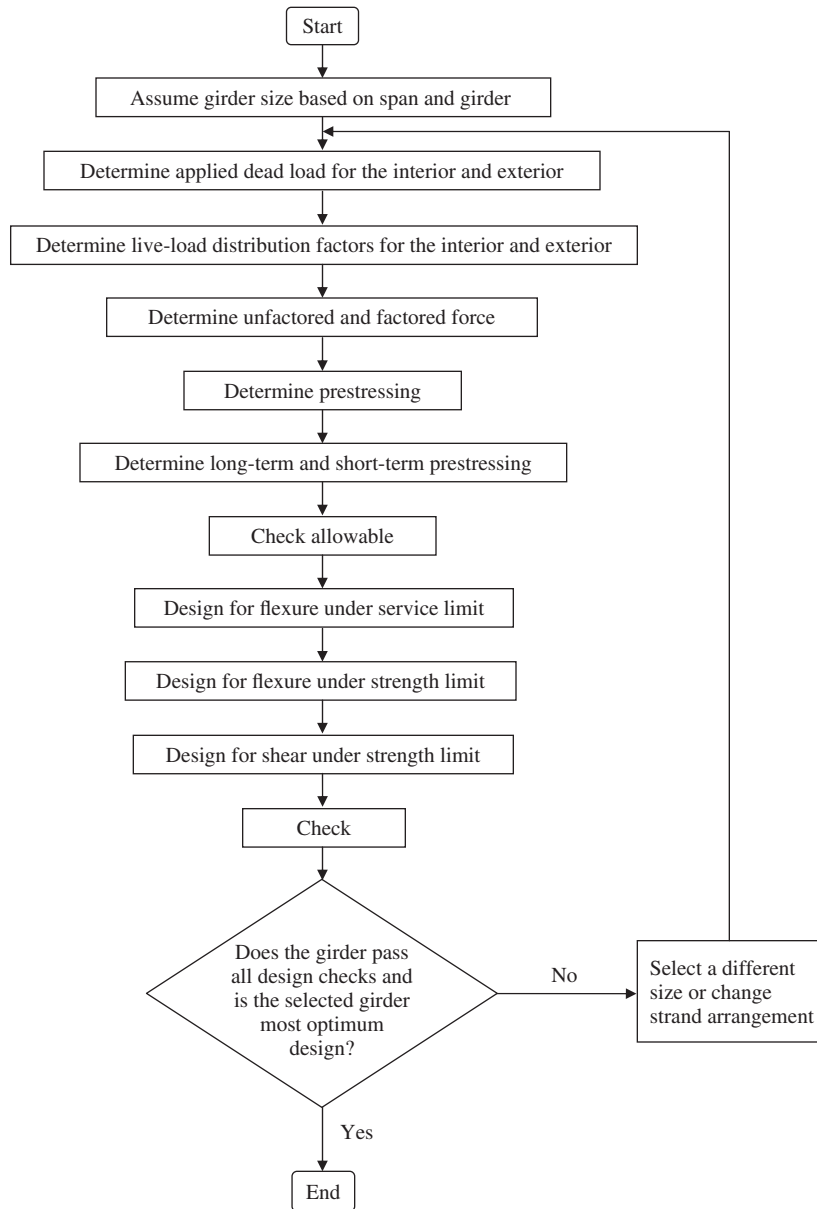 Start
Assume girder size based on span and girder
Determine applied dead load for the interior and exterior
Determine live-load distribution factors for the interior and exterior
Determine unfactored and factored force
Determine prestressing
Determine long-term and short-term prestressing
Check allowable
Design for flexure under service limit
Design for flexure under strength limit
Design for shear under strength limit
Check
Does the girder pass
all design checks and
is the selected girder
most optimum
design?
No
Select a different
size or change
strand arrangement
Yes
End